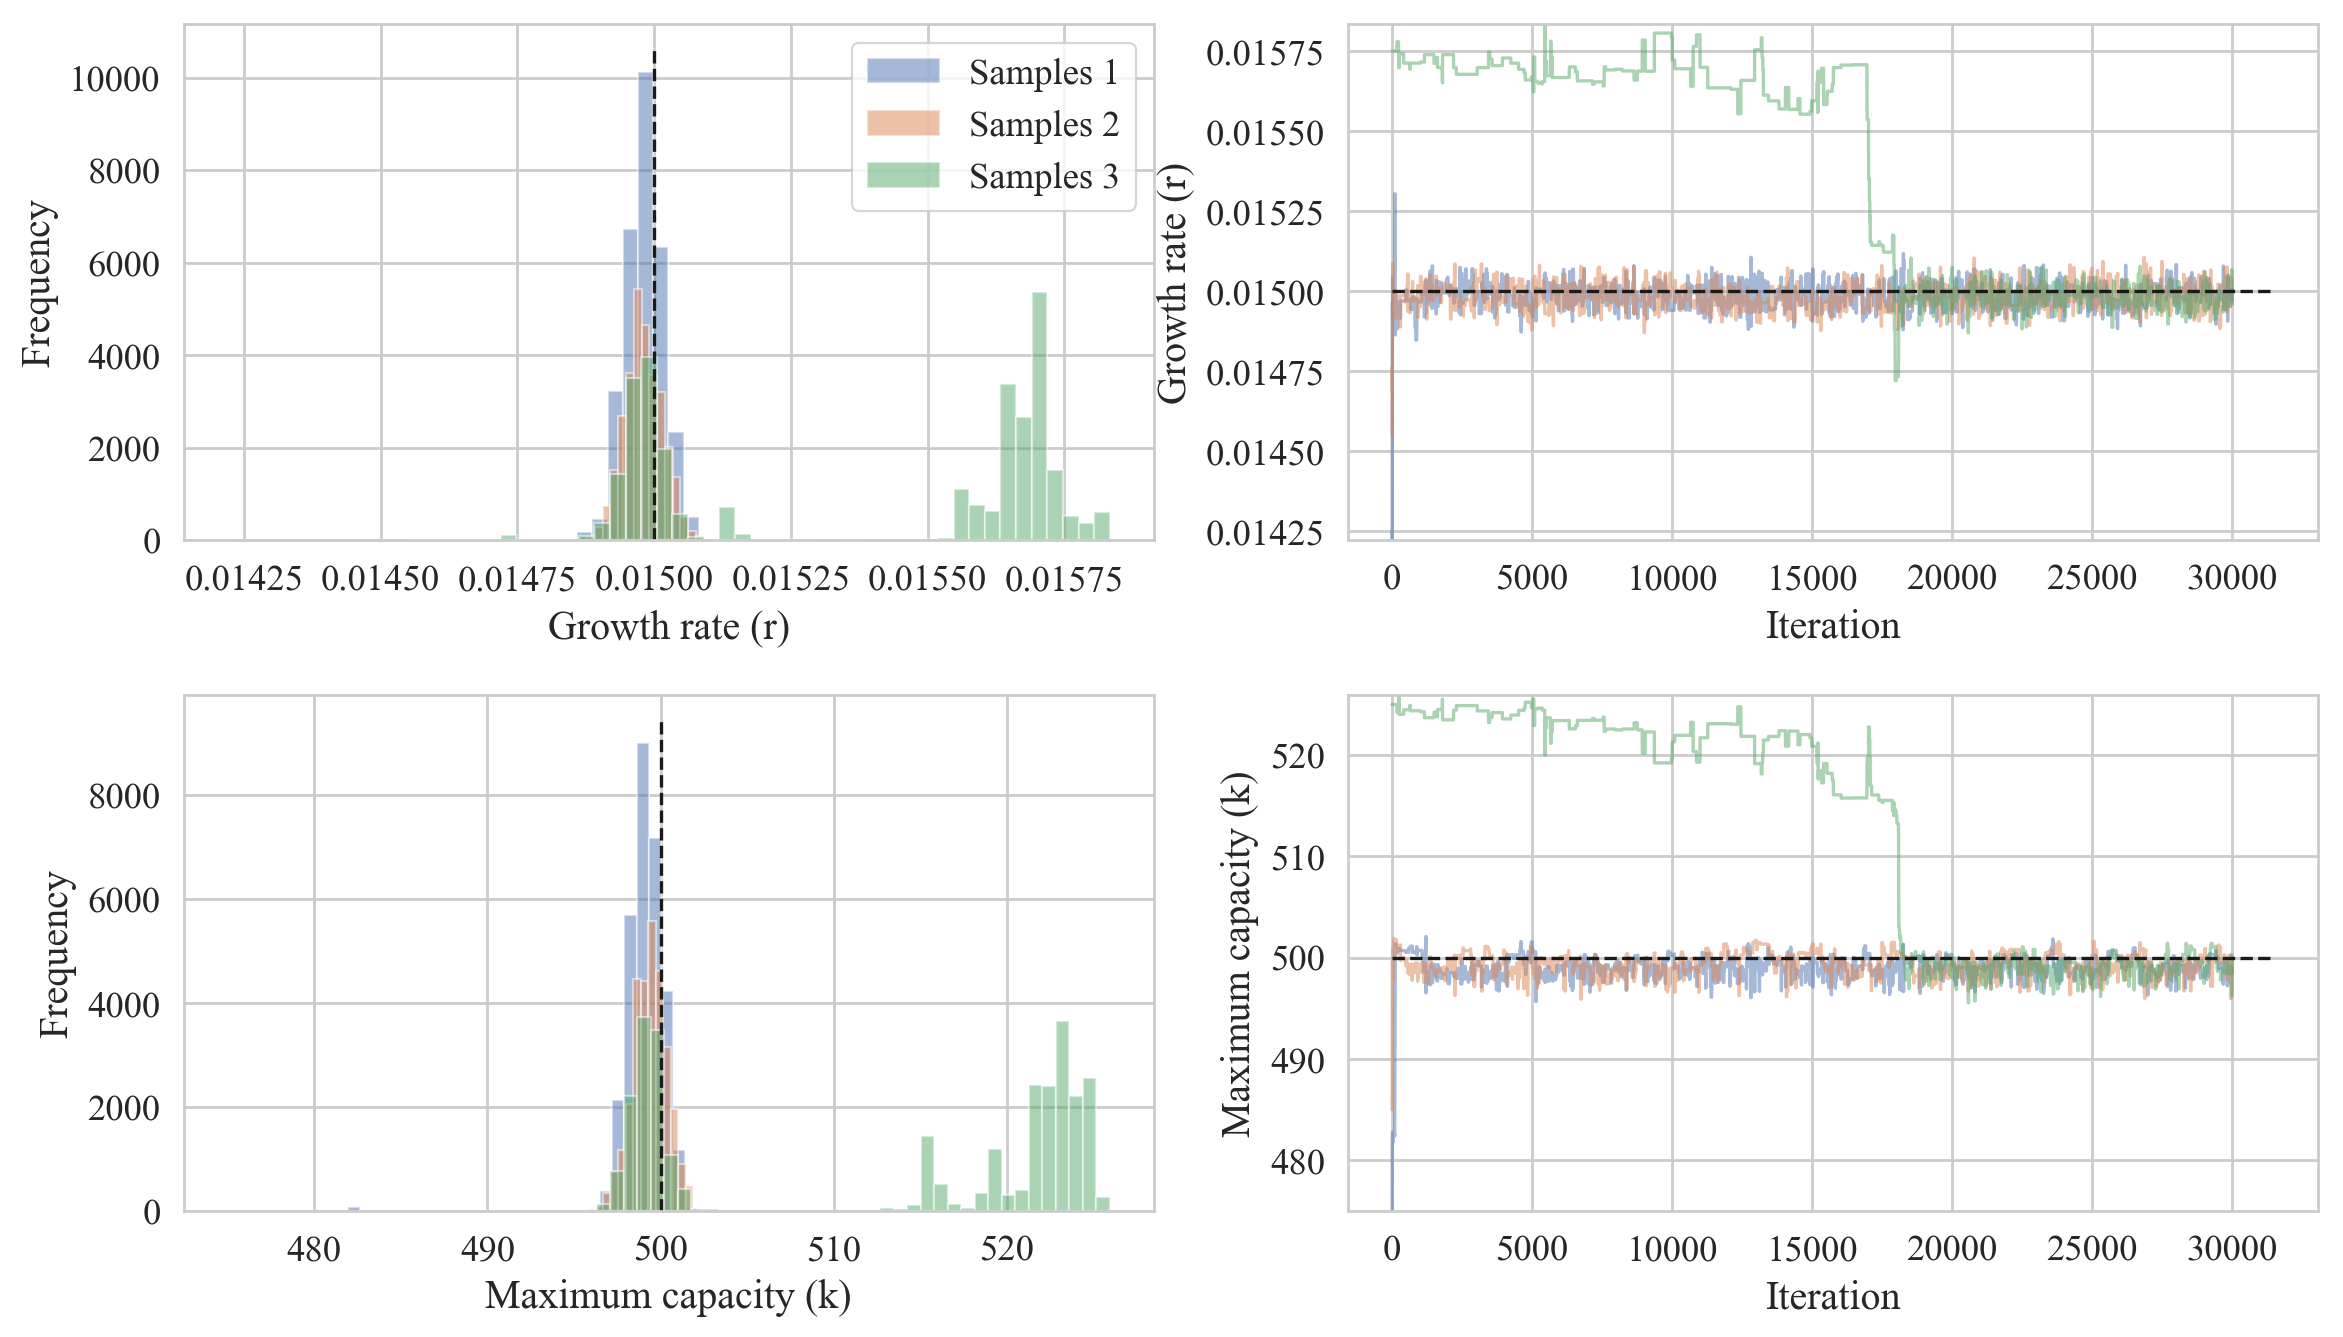 10000
8000
6000
4000
2000
0
Frequency
Samples 1
Samples 2
Samples 3
0.01425 0.01450 0.01475 0.01500 0.01525 0.01550 0.01575
Growth rate (r)
0.01575
0.01550
0.01525
0.01500
0.01475
0.01450
0.01425
Growth rate (r)
0 5000 10000 15000 20000 25000 30000
Iteration
8000
6000
4000
2000
0
Frequency
480 490 500 510 520
Maximum capacity (k)
520
510
500
490
480
Maximum capacity (k)
0 5000 10000 15000 20000 25000 30000
Iteration